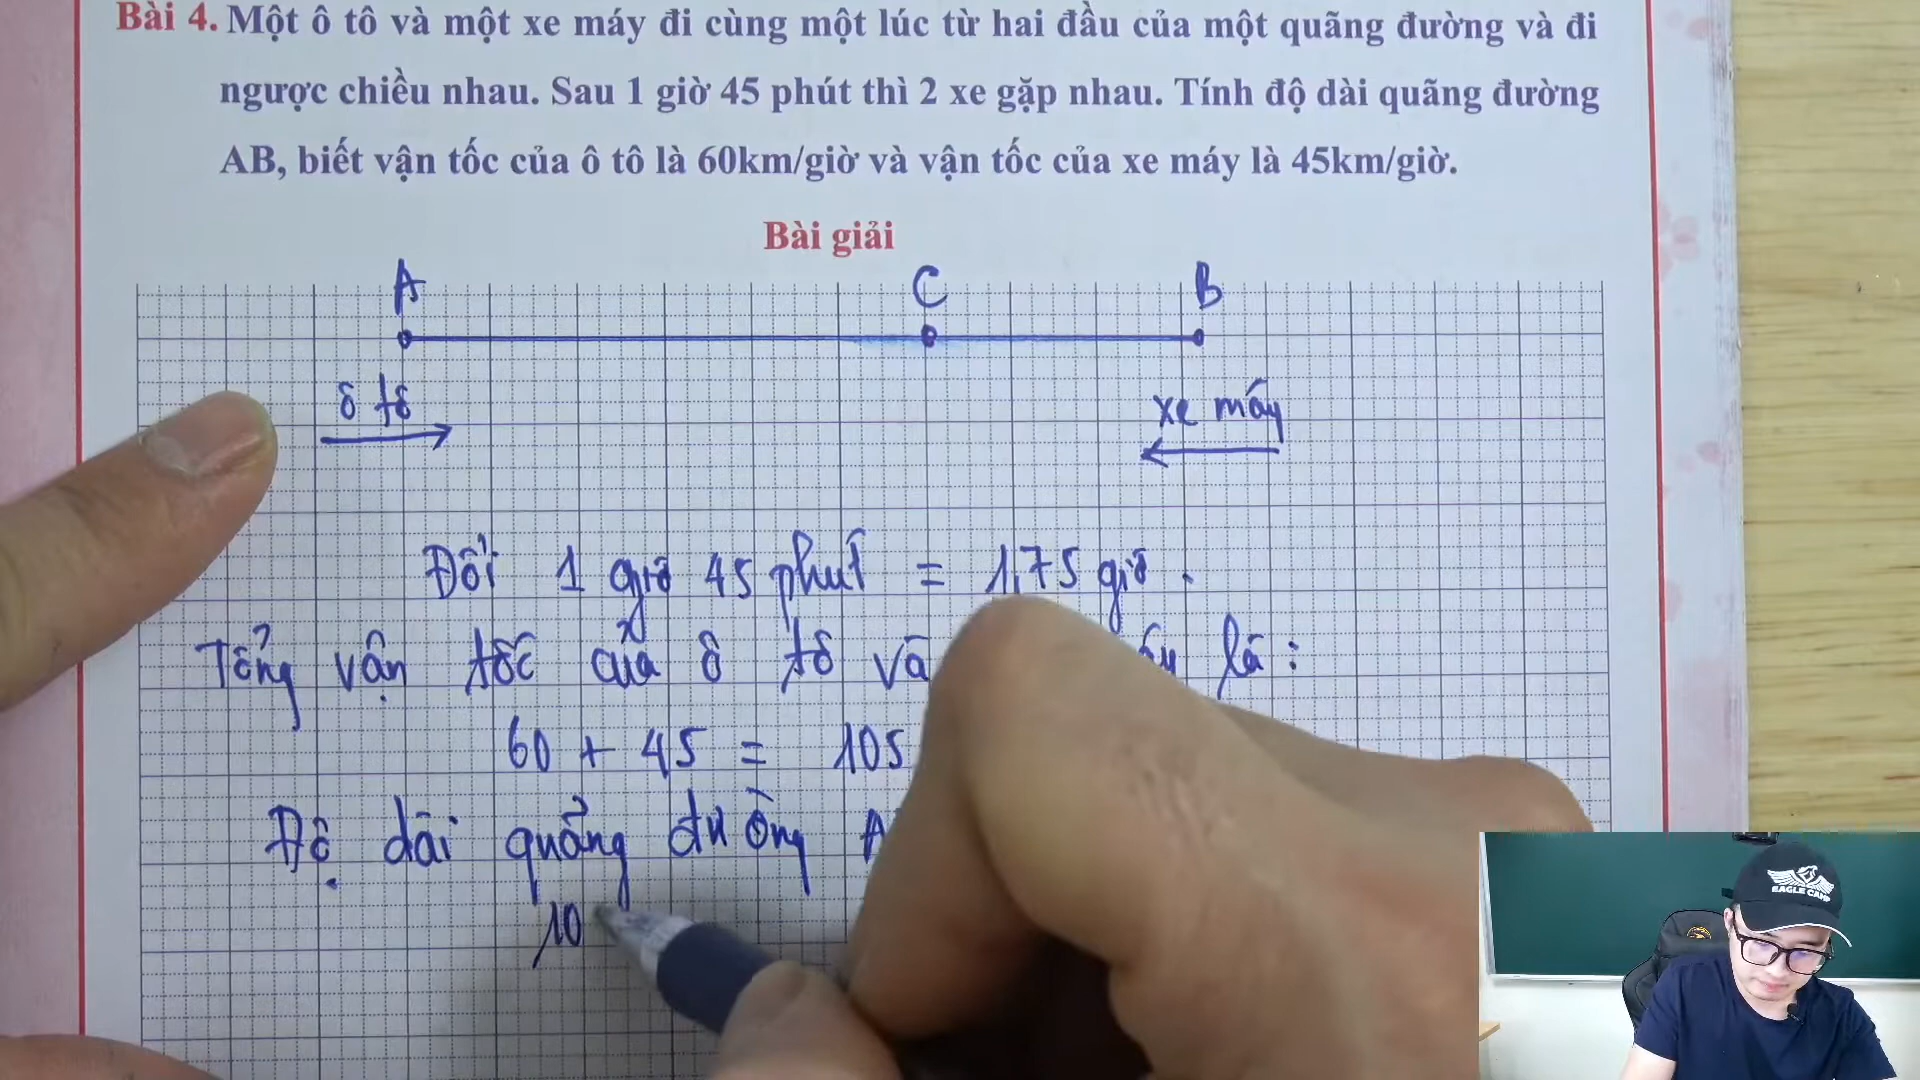 Bài 4. Một ô tô và một xe máy đi cùng một lúc từ hai đầu của một quãng đường và đi
ngược chiều nhau. Sau 1 giờ 45 phút thì 2 xe gặp nhau. Tính độ dài quãng đường
AB, biết vận tốc của ô tô là 60km/giờ và vận tốc của xe máy là 45km/giờ.
Bài giải
A C B
ô tô xe máy
Đổi 1 giờ 45 phút = 1,75 giờ.
Tổng vận tốc của ô tô và là:
60 + 45 = 105
Độ dài quãng đường A
10
EAGLE CAMP